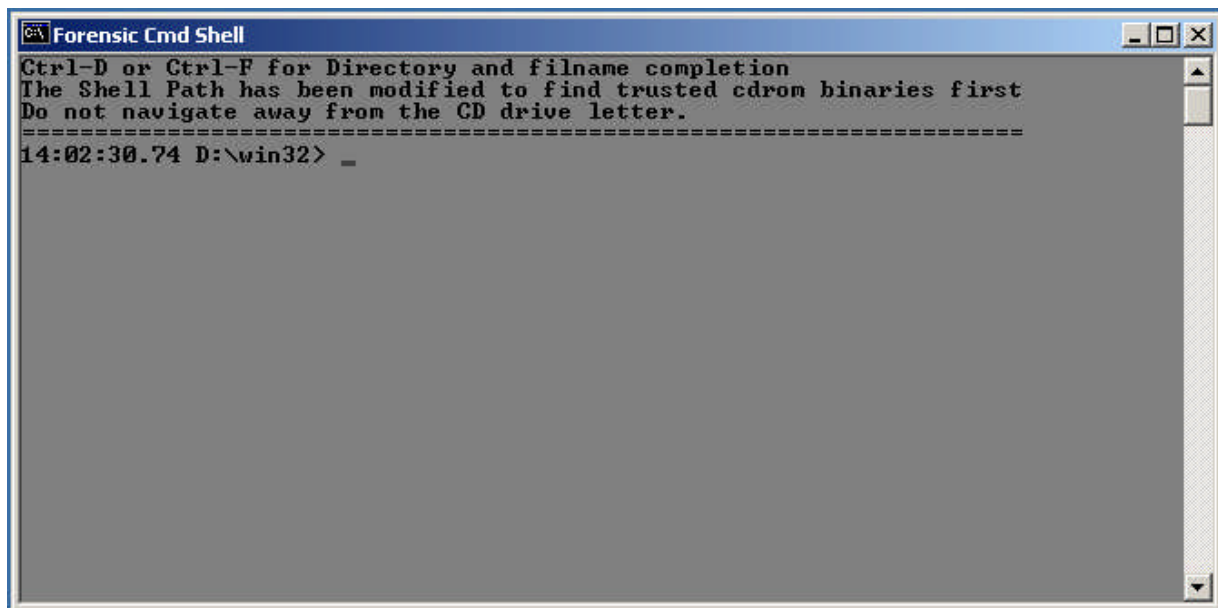 Forensic Cmd Shell
Ctrl-D or Ctrl-F for Directory and filname completion
The Shell Path has been modified to find trusted cdrom binaries first
Do not navigate away from the CD drive letter.
=====================================================================
14:02:30.74 D:\win32> _